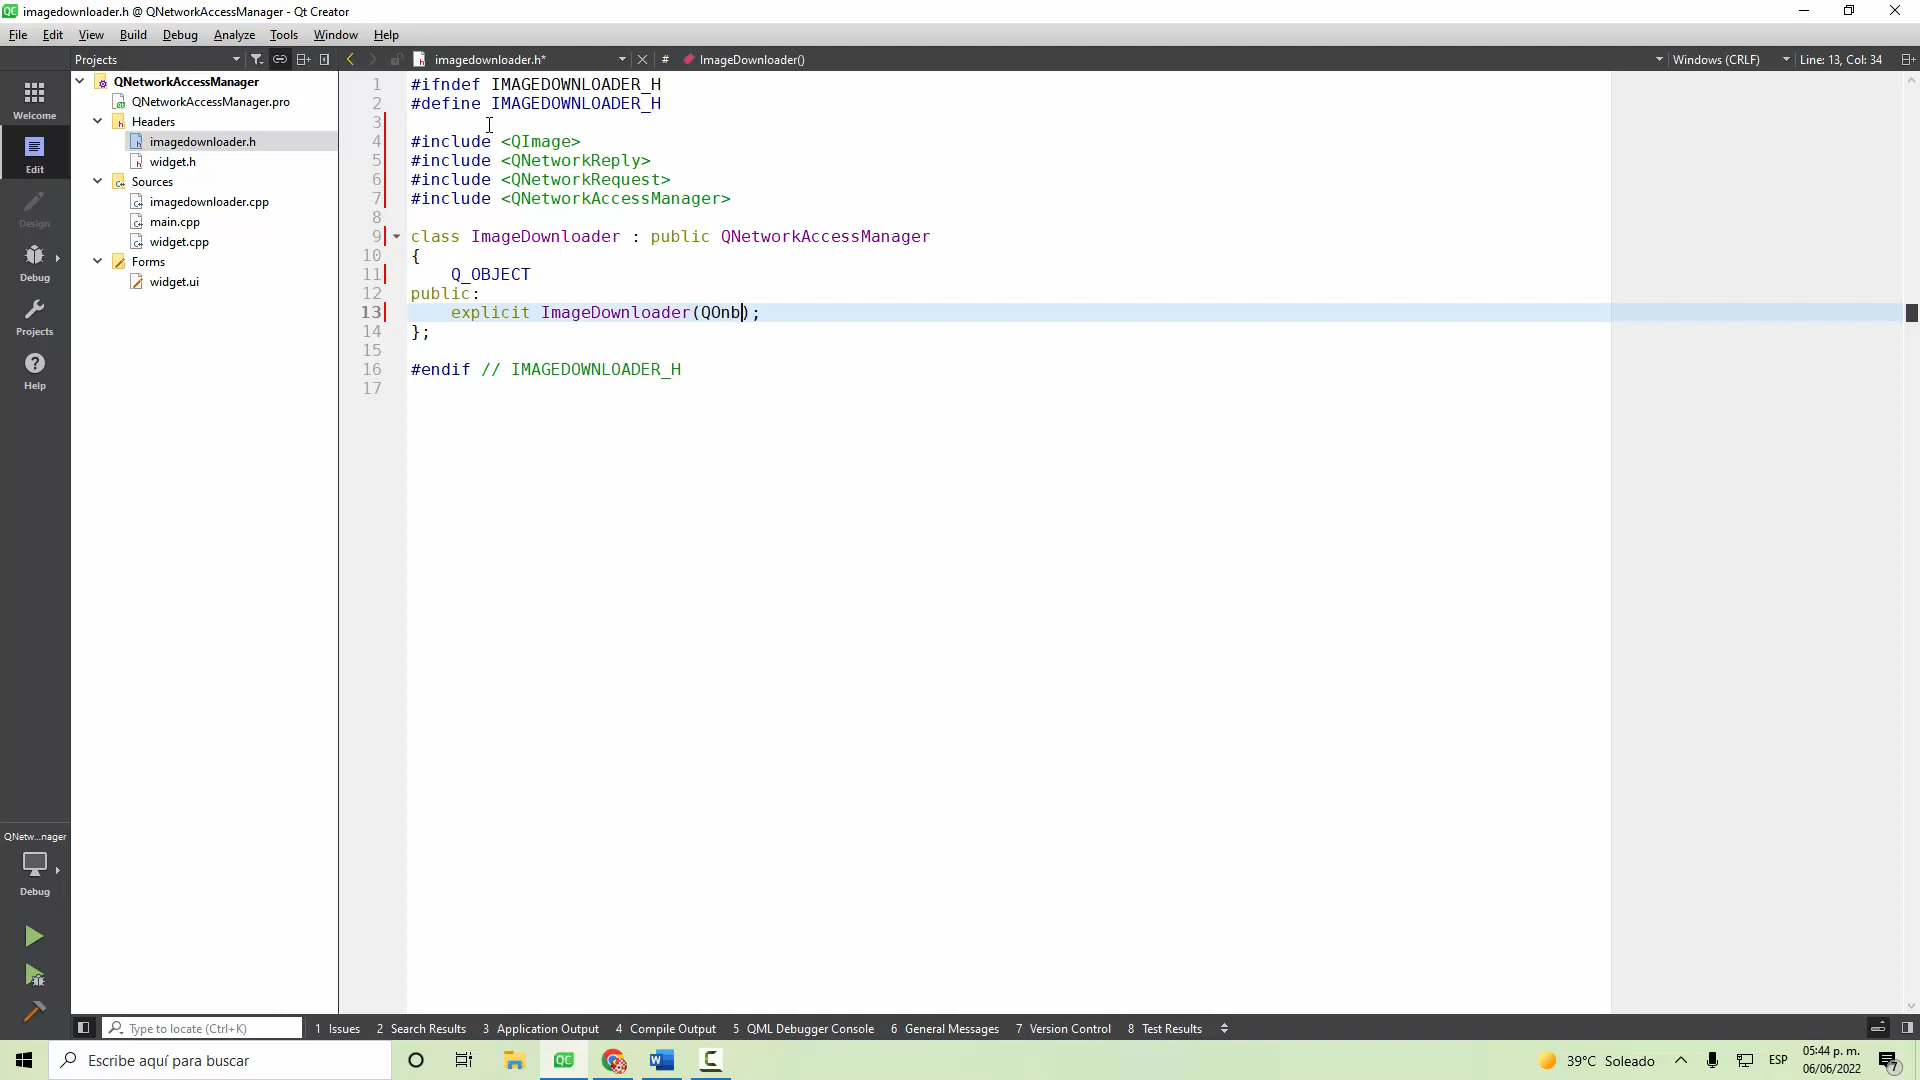 imagedownloader.h @ QNetworkAccessManager - Qt Creator
File Edit View Build Debug Analyze Tools Window Help
Projects imagedownloader.h* # ImageDownloader() Windows (CRLF) Line: 13, Col: 34
Welcome
Edit
Design
Debug
Projects
Help
QNetw...nager
Debug
QNetworkAccessManager
QNetworkAccessManager.pro
Headers
imagedownloader.h
widget.h
Sources
imagedownloader.cpp
main.cpp
widget.cpp
Forms
widget.ui
1 #ifndef IMAGEDOWNLOADER_H
2 #define IMAGEDOWNLOADER_H
3
4 #include <QImage>
5 #include <QNetworkReply>
6 #include <QNetworkRequest>
7 #include <QNetworkAccessManager>
8
9 class ImageDownloader : public QNetworkAccessManager
10 {
11 Q_OBJECT
12 public:
13 explicit ImageDownloader(QOnb);
14 };
15
16 #endif // IMAGEDOWNLOADER_H
17
Type to locate (Ctrl+K) 1 Issues 2 Search Results 3 Application Output 4 Compile Output 5 QML Debugger Console 6 General Messages 7 Version Control 8 Test Results
Escribe aquí para buscar 39°C Soleado ESP 05:44 p. m.
06/06/2022 7